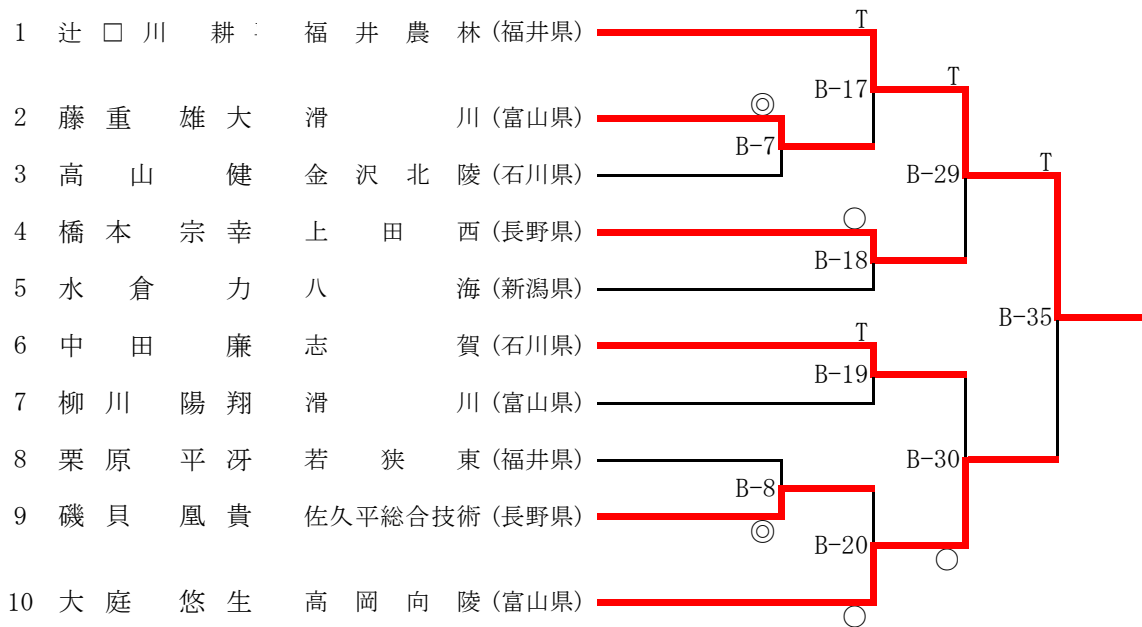 T
1 辻 □ 川 耕 福 井 農 林 (福井県)
T
B-17
◎
2 藤 重 雄 大 滑 川 (富山県)
B-7
3 高 山 健 金 沢 北 陵 (石川県)
B-29
T
○
4 橋 本 宗 幸 上 田 西 (長野県)
B-18
5 水 倉 力 八 海 (新潟県)
B-35
T
6 中 田 廉 志 賀 (石川県)
B-19
7 柳 川 陽 翔 滑 川 (富山県)
8 栗 原 平 冴 若 狭 東 (福井県)
B-30
B-8
9 磯 貝 凰 貴 佐久平総合技術 (長野県)
◎
B-20
○
10 大 庭 悠 生 高 岡 向 陵 (富山県)
○